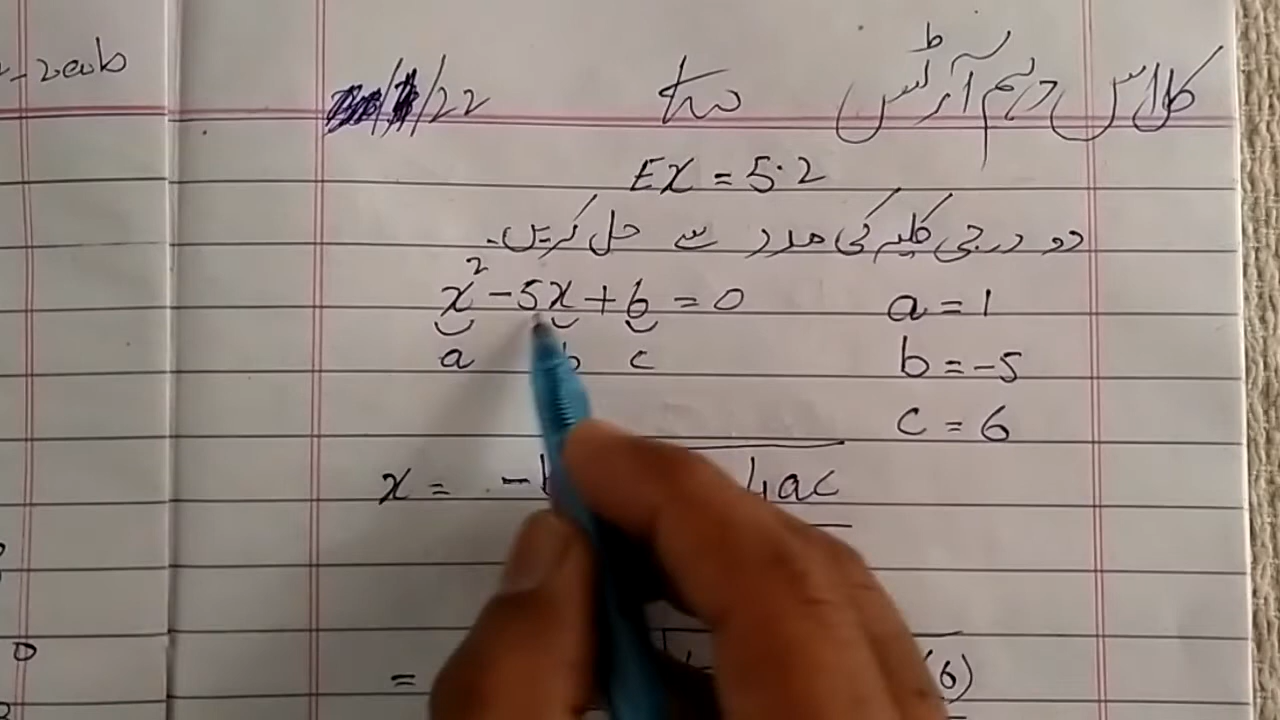 کلاس دہم آرٹس /22
Ex = 5.2
دو درجی کلیہ کی مدد سے حل کریں۔
x² - 5x + 6 = 0 a = 1
a b c b = -5
c = 6
x = - 4ac
= (6)